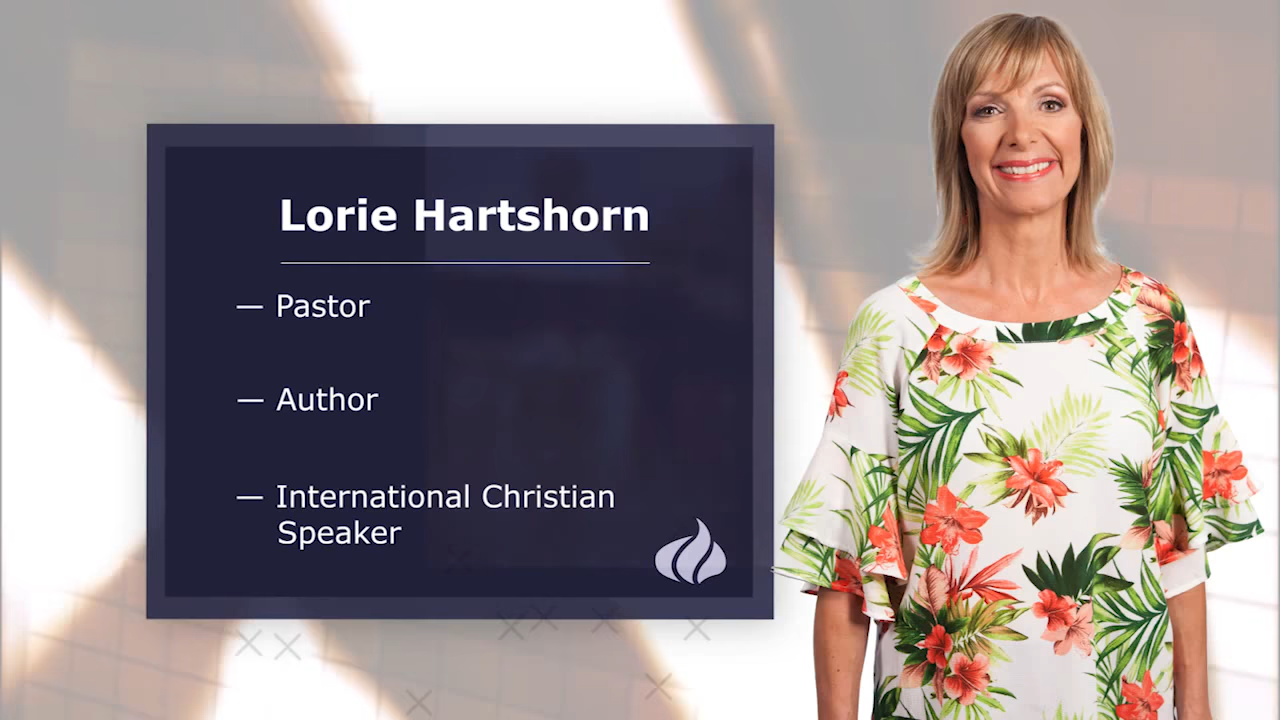 Lorie Hartshorn
— Pastor
— Author
— International Christian
Speaker